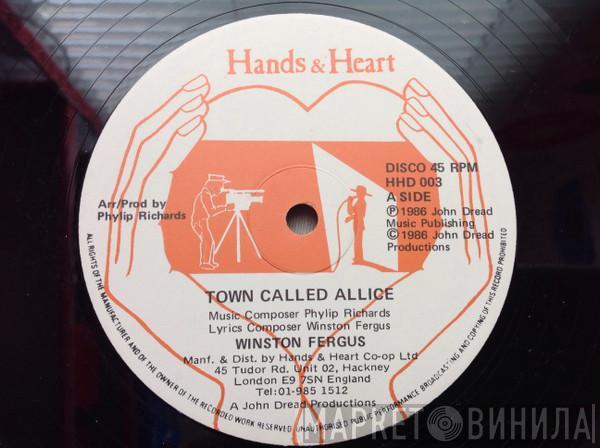 Hands & Heart
DISCO 45 RPM
HHD 003
A SIDE
Ⓟ 1986 John Dread
Music Publishing
© 1986 John Dread
Productions
Arr/Prod by
Phylip Richards
TOWN CALLED ALLICE
Music Composer Phylip Richards
Lyrics Composer Winston Fergus
WINSTON FERGUS
Manf. & Dist. by Hands & Heart Co-op Ltd
45 Tudor Rd. Unit 02, Hackney
London E9 7SN England
Tel:01-985 1512
A John Dread Productions
ALL RIGHTS OF THE MANUFACTURER AND OF THE OWNER OF THE RECORDED WORK RESERVED UNAUTHORISED PUBLIC PERFORMANCE BROADCASTING AND COPYING OF THIS RECORD PROHIBITED
МАРКЕТ ВИНИЛА